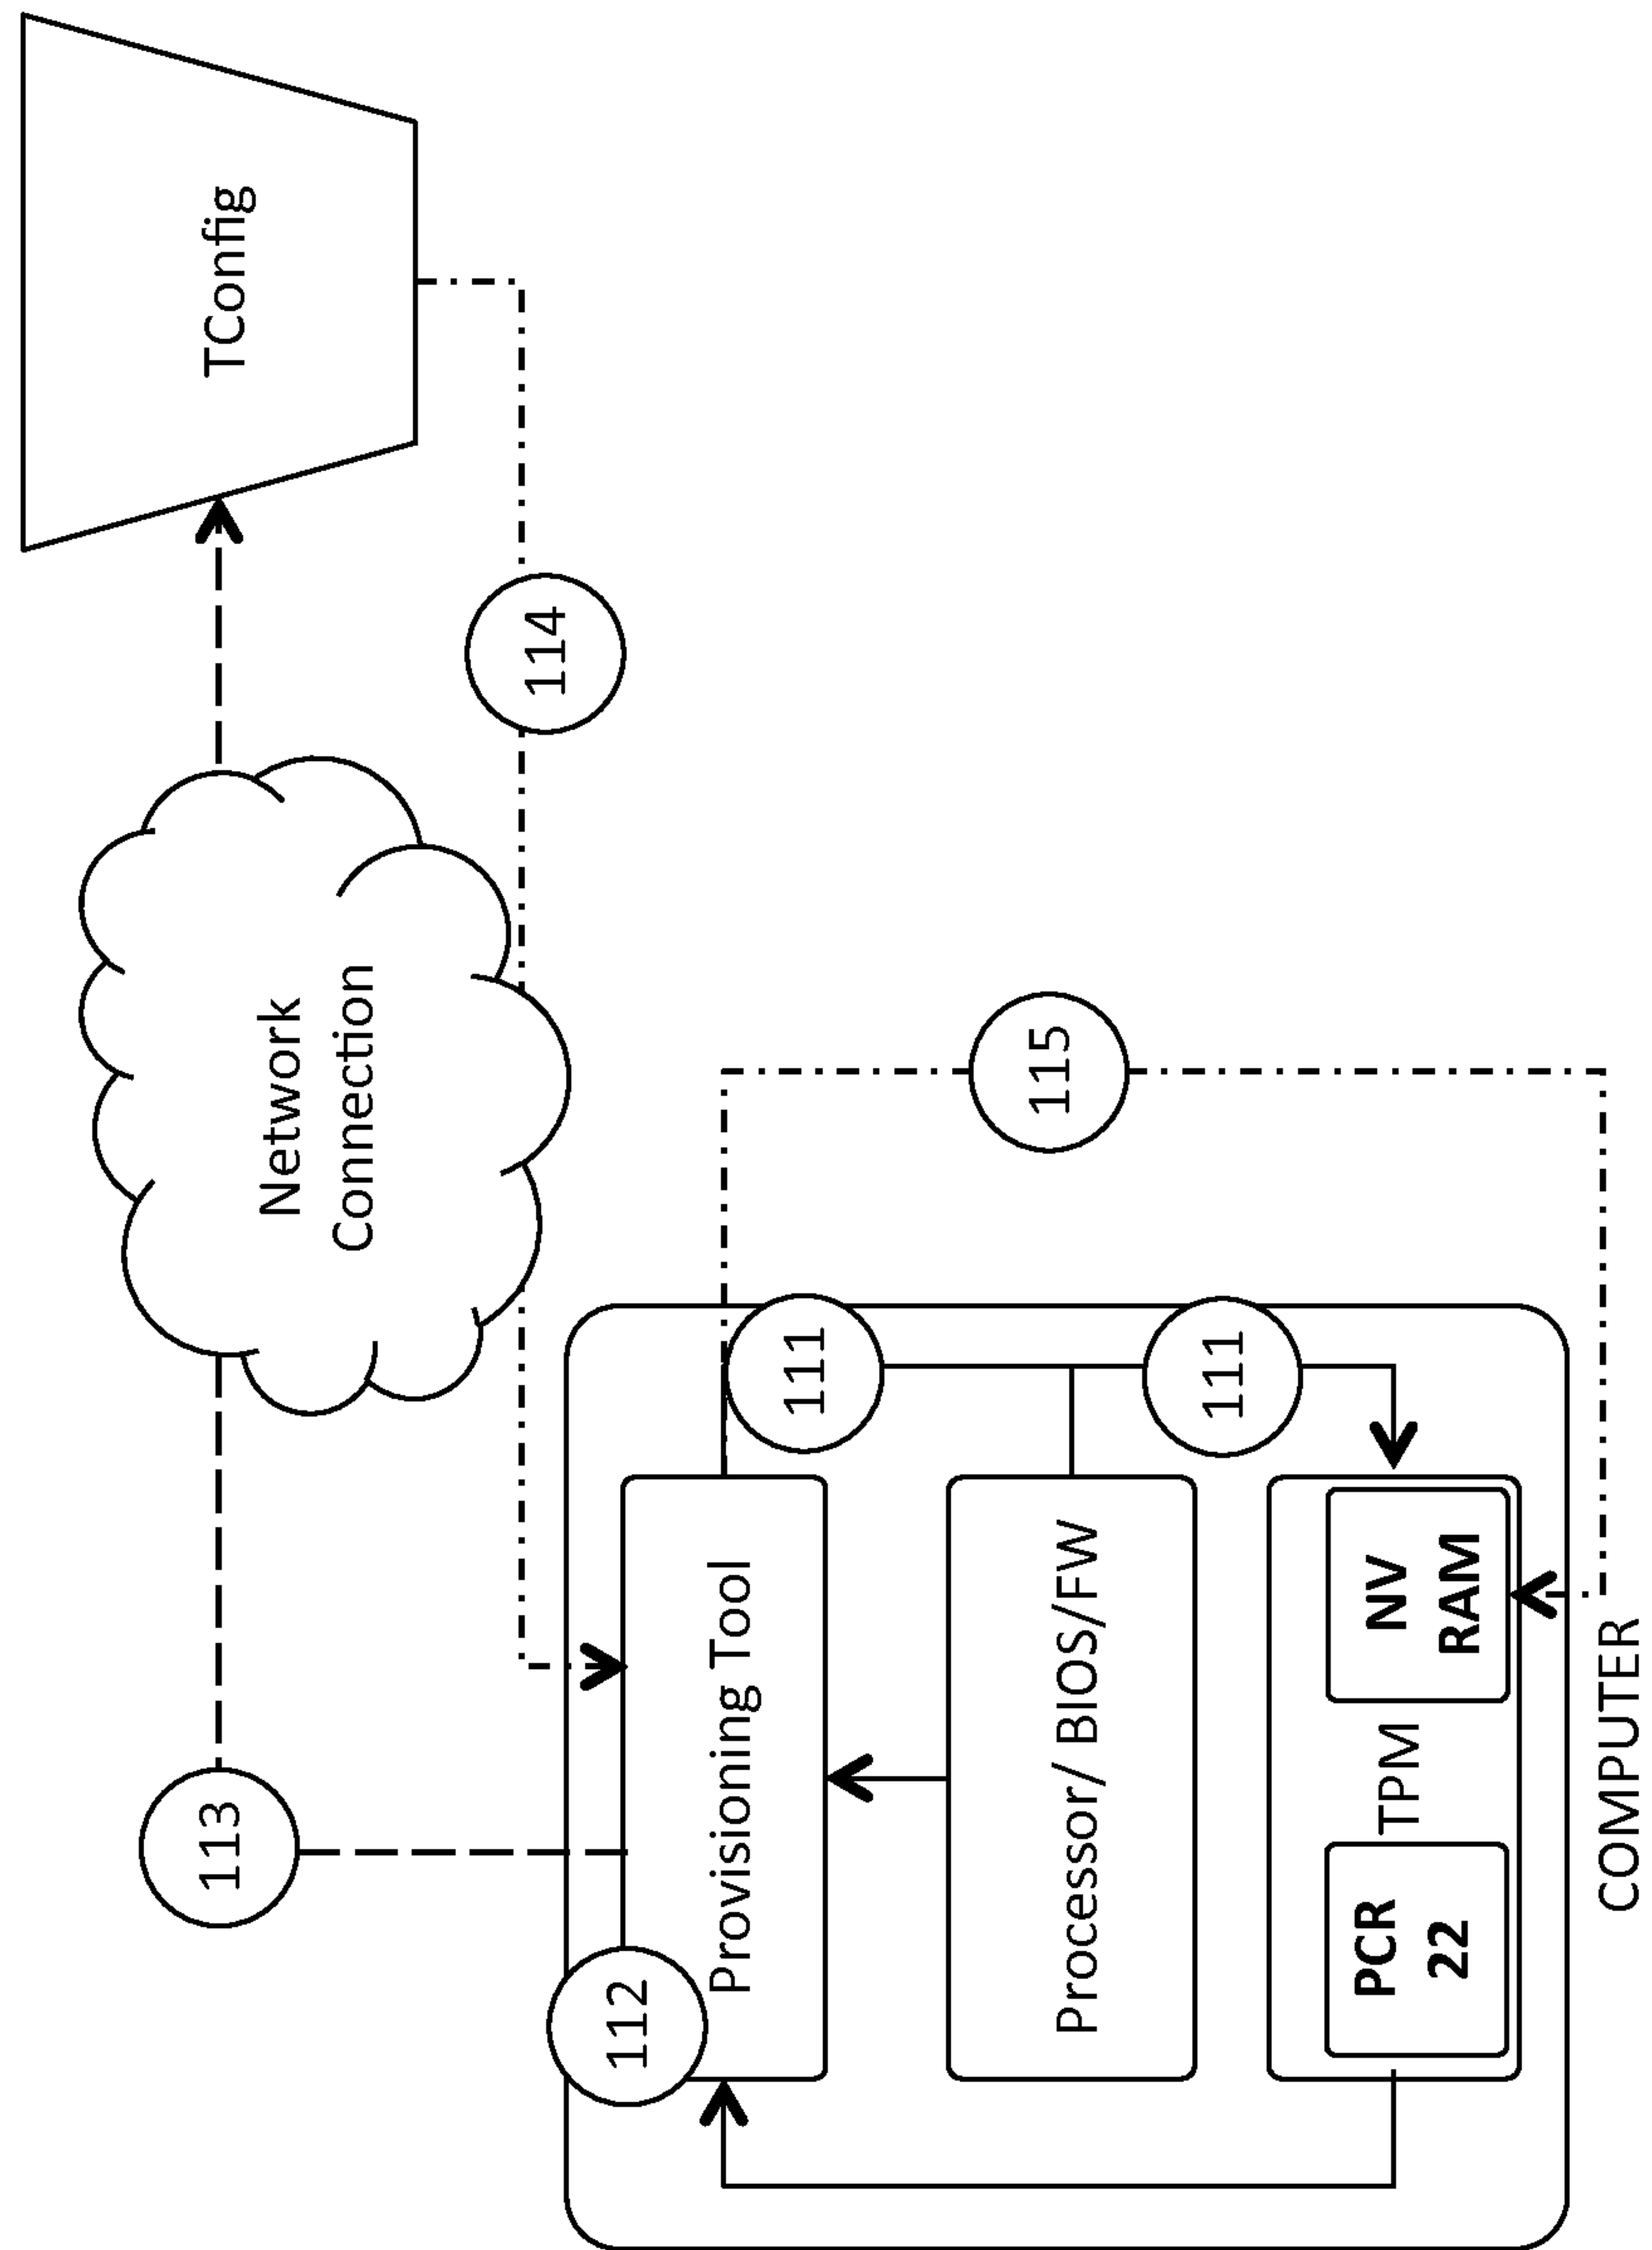 TConfig
Network
Connection
113
114
112
Provisioning Tool
111
115
Processor/ BIOS/FW
111
PCR
22
TPM
NV
RAM
COMPUTER